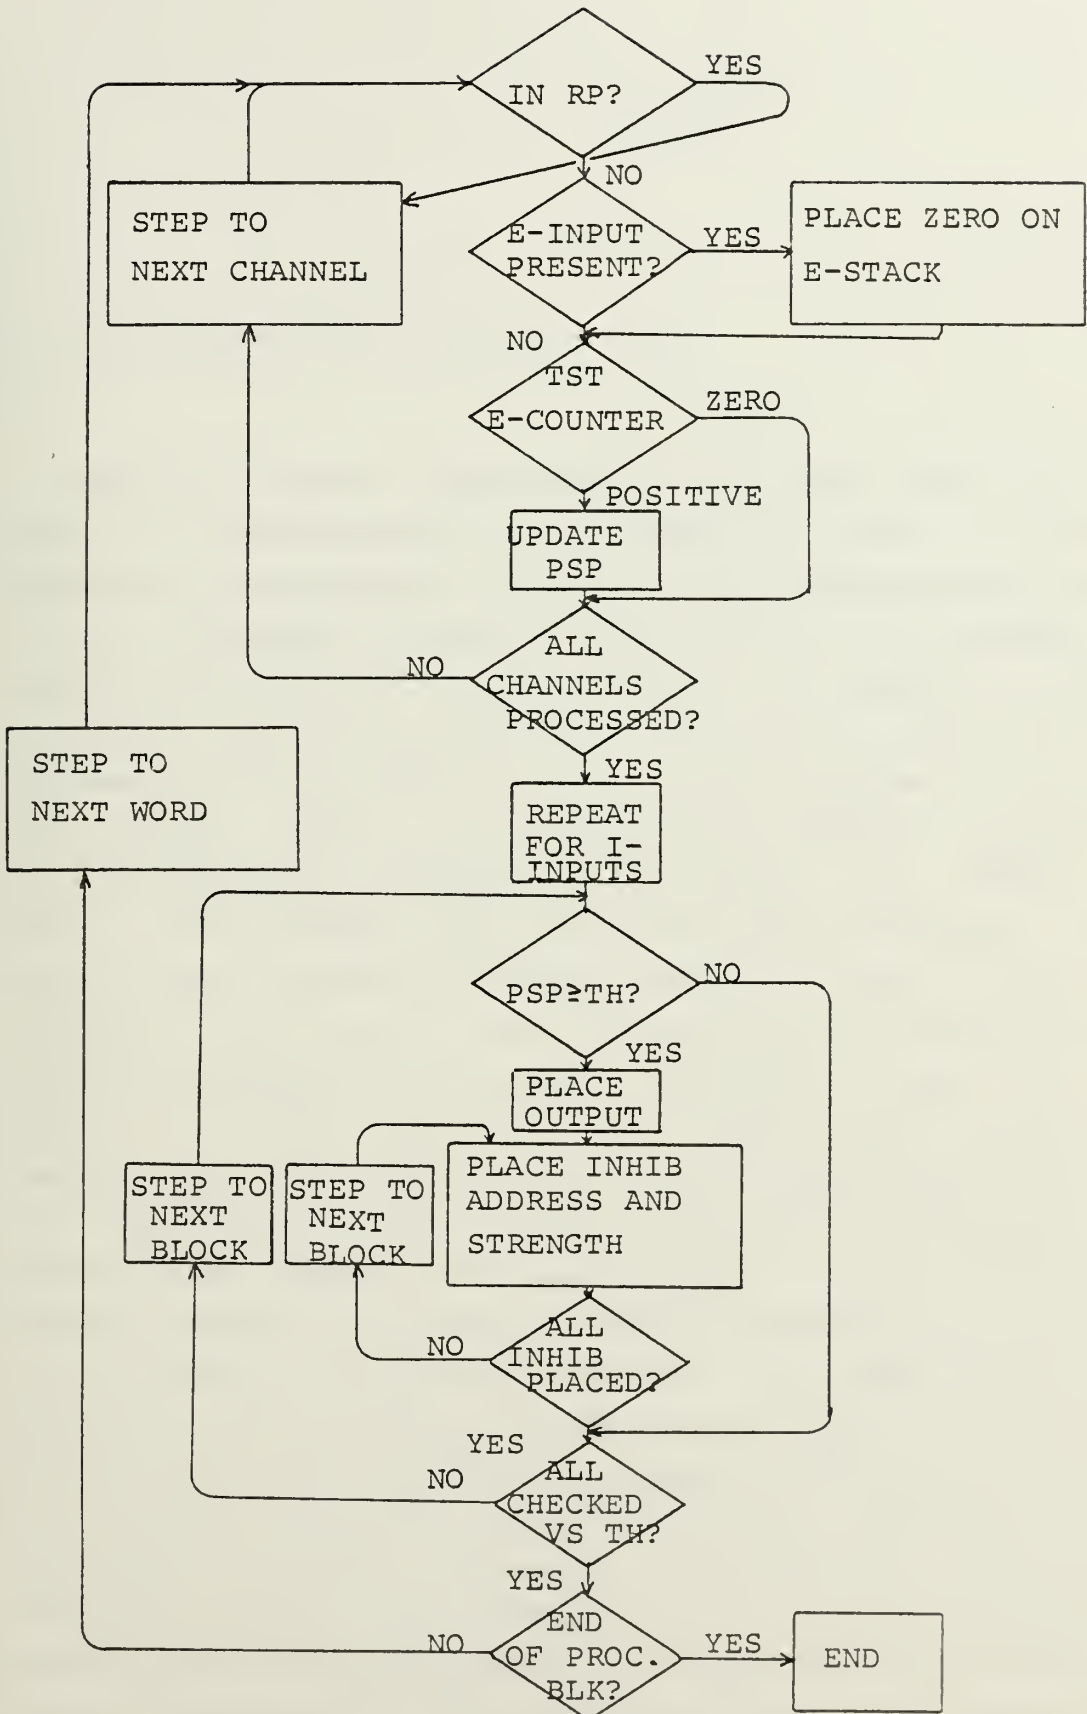 YES
IN RP?
NO
STEP TO
NEXT CHANNEL
E-INPUT
PRESENT?
YES
PLACE ZERO ON
E-STACK
NO
TST
E-COUNTER
ZERO
POSITIVE
UPDATE
PSP
NO
ALL
CHANNELS
PROCESSED?
YES
STEP TO
NEXT WORD
REPEAT
FOR I-
INPUTS
PSP≥TH?
NO
YES
PLACE
OUTPUT
STEP TO
NEXT
BLOCK
STEP TO
NEXT
BLOCK
PLACE INHIB
ADDRESS AND
STRENGTH
NO
ALL
INHIB
PLACED?
YES
NO
ALL
CHECKED
VS TH?
YES
NO
END
OF PROC.
BLK?
YES
END